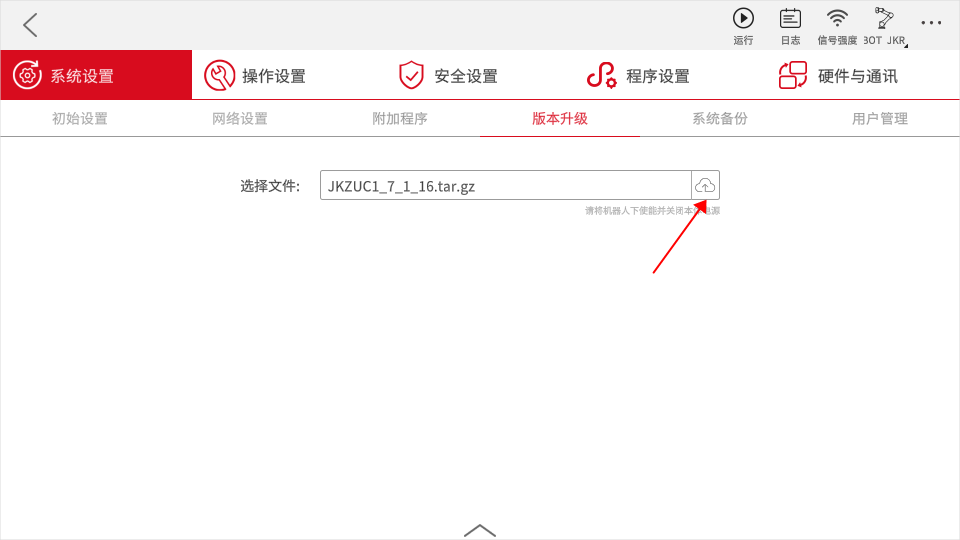 运行 日志 信号强度 BOT JKR
系统设置 操作设置 安全设置 程序设置 硬件与通讯
初始设置 网络设置 附加程序 版本升级 系统备份 用户管理
选择文件: JKZUC1_7_1_16.tar.gz
请将机器人下使能并关闭本体电源